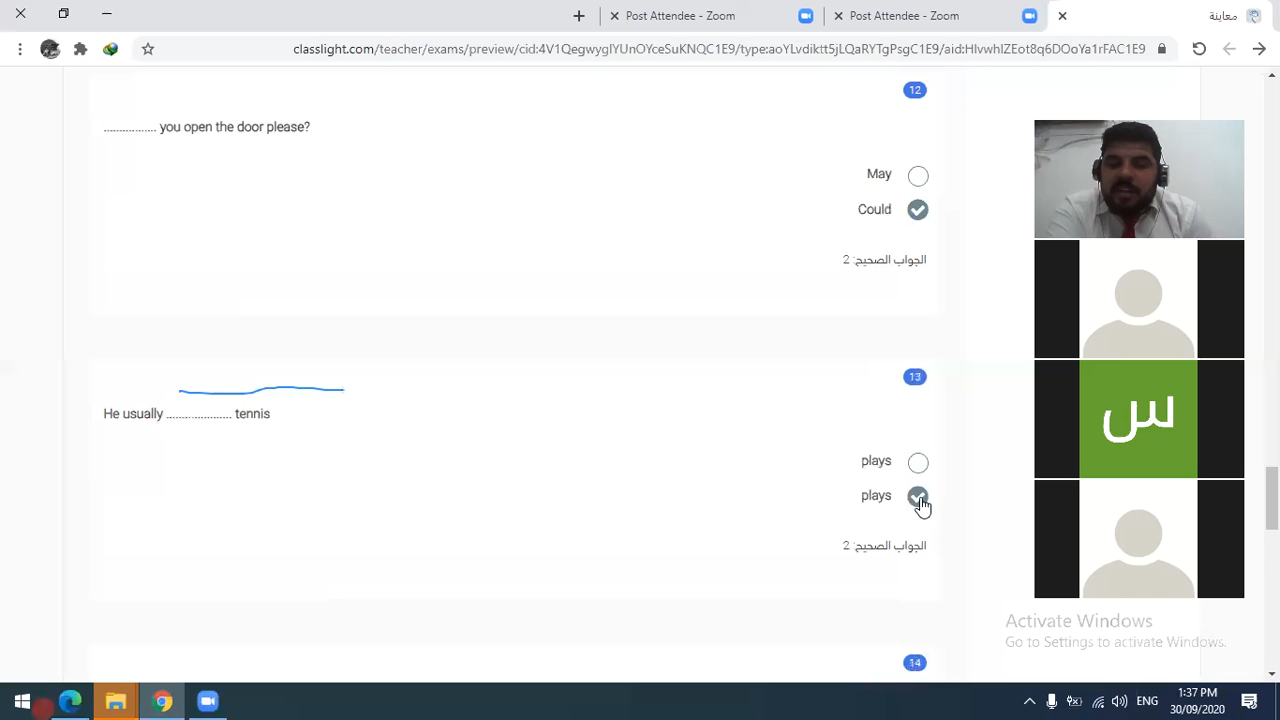 Post Attendee - Zoom
Post Attendee - Zoom
معاينة
classlight.com/teacher/exams/preview/cid:4V1QegwyglYUnOYceSuKNQC1E9/type:aoYLvdiktt5jLQaRYTgPsgC1E9/aid:HIvwhIZEot8q6DOoYa1rFAC1E9
12
................ you open the door please?
May
Could
الجواب الصحيح: 2
13
He usually ..................... tennis
plays
plays
الجواب الصحيح: 2
14
س
Activate Windows
Go to Settings to activate Windows.
ENG
1:37 PM
30/09/2020